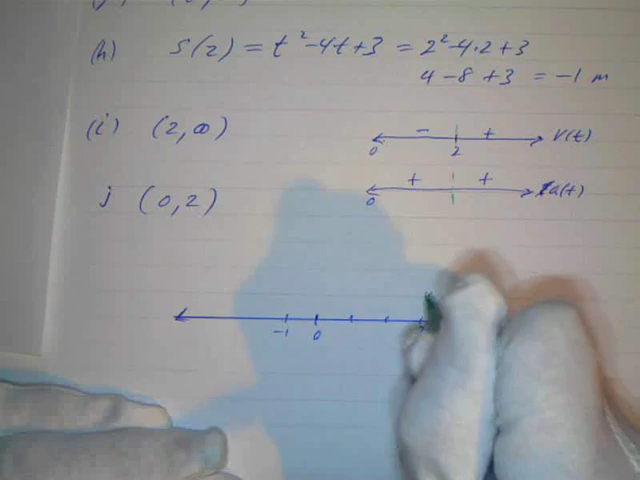 (h) S(2) = t²-4t+3 = 2²-4·2+3
4-8+3 = -1 m
(i) (2,∞)
- +
0 2 V(t)
j (0,2)
+ +
0 a(t)
-1 0